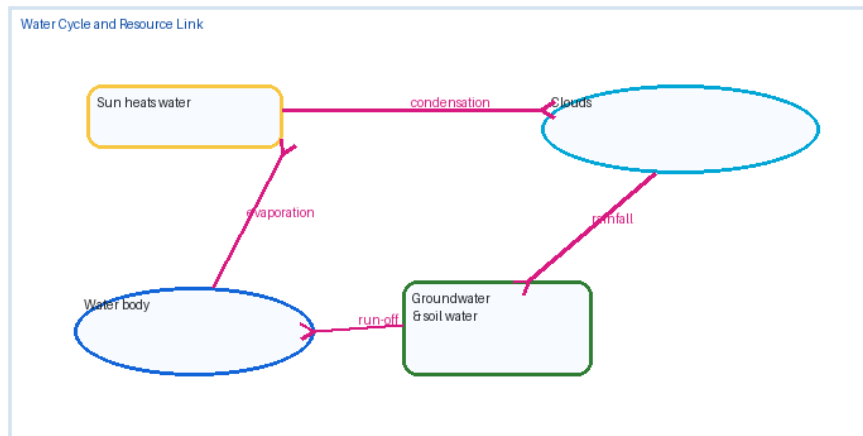 Water Cycle and Resource Link
Sun heats water
condensation
Clouds
evaporation
rainfall
Water body
run-off
Groundwater
& soil water